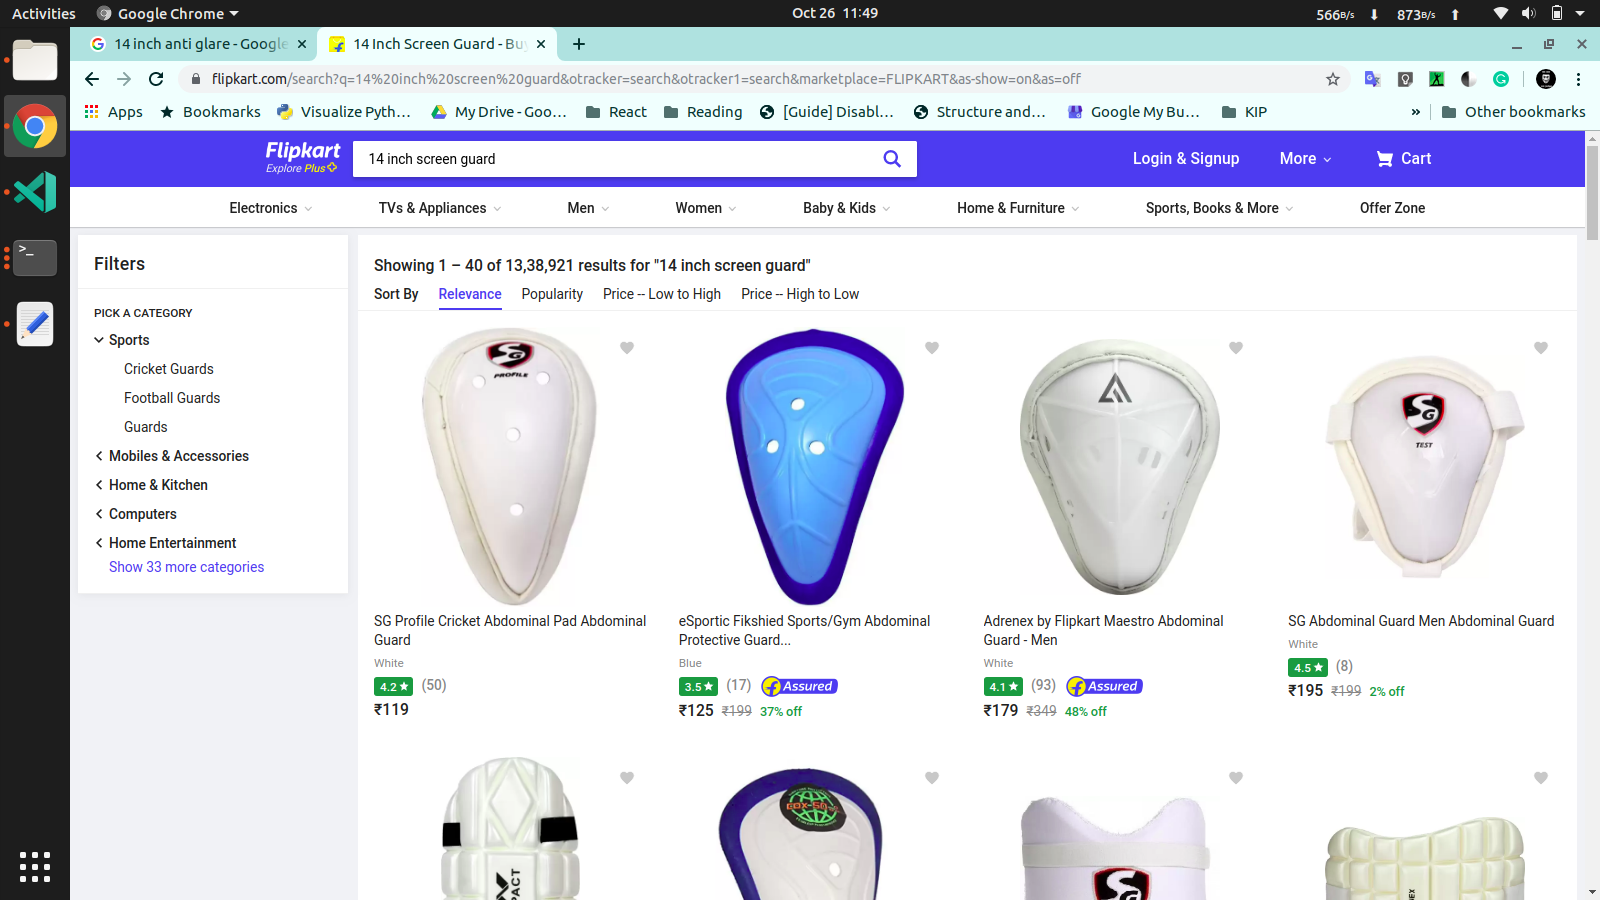 Activities
Google Chrome
Oct 26 11:49
566B/s
873B/s
14 inch anti glare - Google
14 Inch Screen Guard - Bu
flipkart.com/search?q=14%20inch%20screen%20guard&otracker=search&otracker1=search&marketplace=FLIPKART&as-show=on&as=off
Apps
Bookmarks
Visualize Pyth...
My Drive - Goo...
React
Reading
[Guide] Disabl...
Structure and...
Google My Bu...
KIP
»
Other bookmarks
Flipkart
Explore Plus
14 inch screen guard
Login & Signup
More
Cart
Electronics
TVs & Appliances
Men
Women
Baby & Kids
Home & Furniture
Sports, Books & More
Offer Zone
Filters
PICK A CATEGORY
Sports
Cricket Guards
Football Guards
Guards
Mobiles & Accessories
Home & Kitchen
Computers
Home Entertainment
Show 33 more categories
Showing 1 – 40 of 13,38,921 results for "14 inch screen guard"
Sort By
Relevance
Popularity
Price -- Low to High
Price -- High to Low
SG
PROFILE
SG
TEST
SG Profile Cricket Abdominal Pad Abdominal
Guard
White
4.2 ★ (50)
₹119
eSportic Fikshied Sports/Gym Abdominal
Protective Guard...
Blue
3.5 ★ (17) Assured
₹125 ₹199 37% off
Adrenex by Flipkart Maestro Abdominal
Guard - Men
White
4.1 ★ (93) Assured
₹179 ₹349 48% off
SG Abdominal Guard Men Abdominal Guard
White
4.5 ★ (8)
₹195 ₹199 2% off
SG